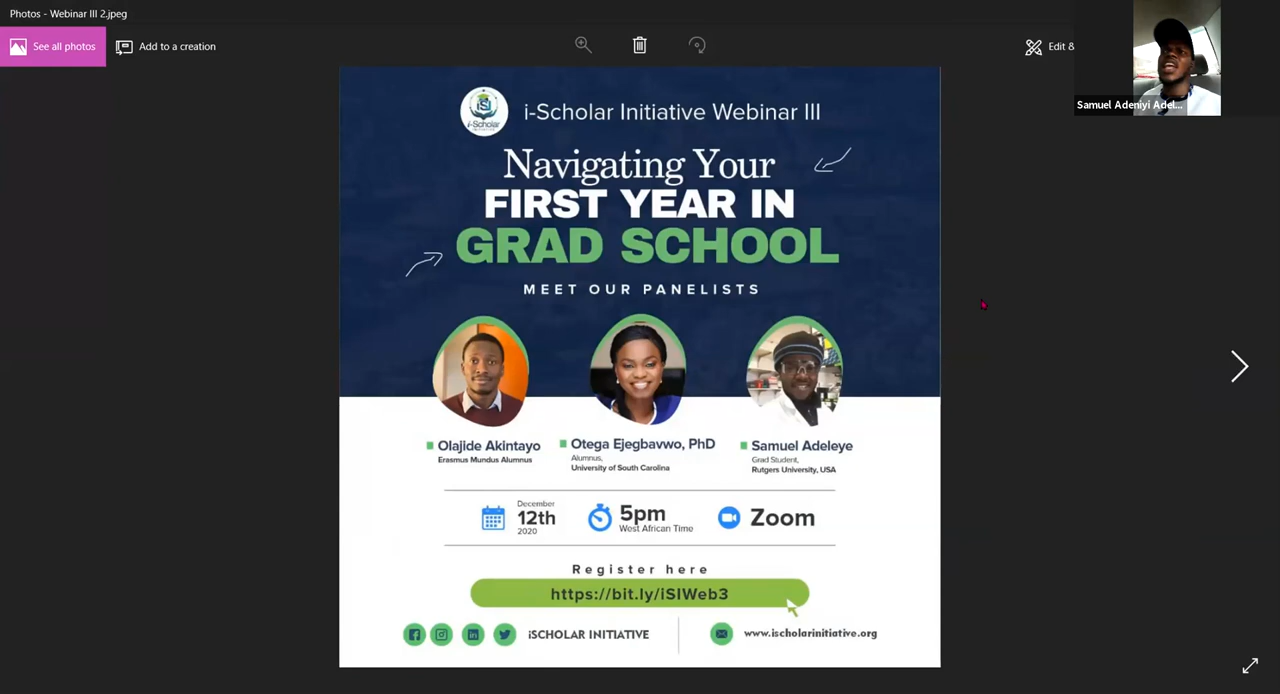 Photos - Webinar III 2.jpeg
See all photos
Add to a creation
Edit &
Samuel Adeniyi Adel...
iSI
i-Scholar
INITIATIVE
i-Scholar Initiative Webinar III
Navigating Your
FIRST YEAR IN
GRAD SCHOOL
MEET OUR PANELISTS
Olajide Akintayo
Erasmus Mundus Alumnus
Otega Ejegbavwo, PhD
Alumnus,
University of South Carolina
Samuel Adeleye
Grad Student,
Rutgers University, USA
December
12th
2020
5pm
West African Time
Zoom
Register here
https://bit.ly/iSIWeb3
iSCHOLAR INITIATIVE
www.ischolarinitiative.org